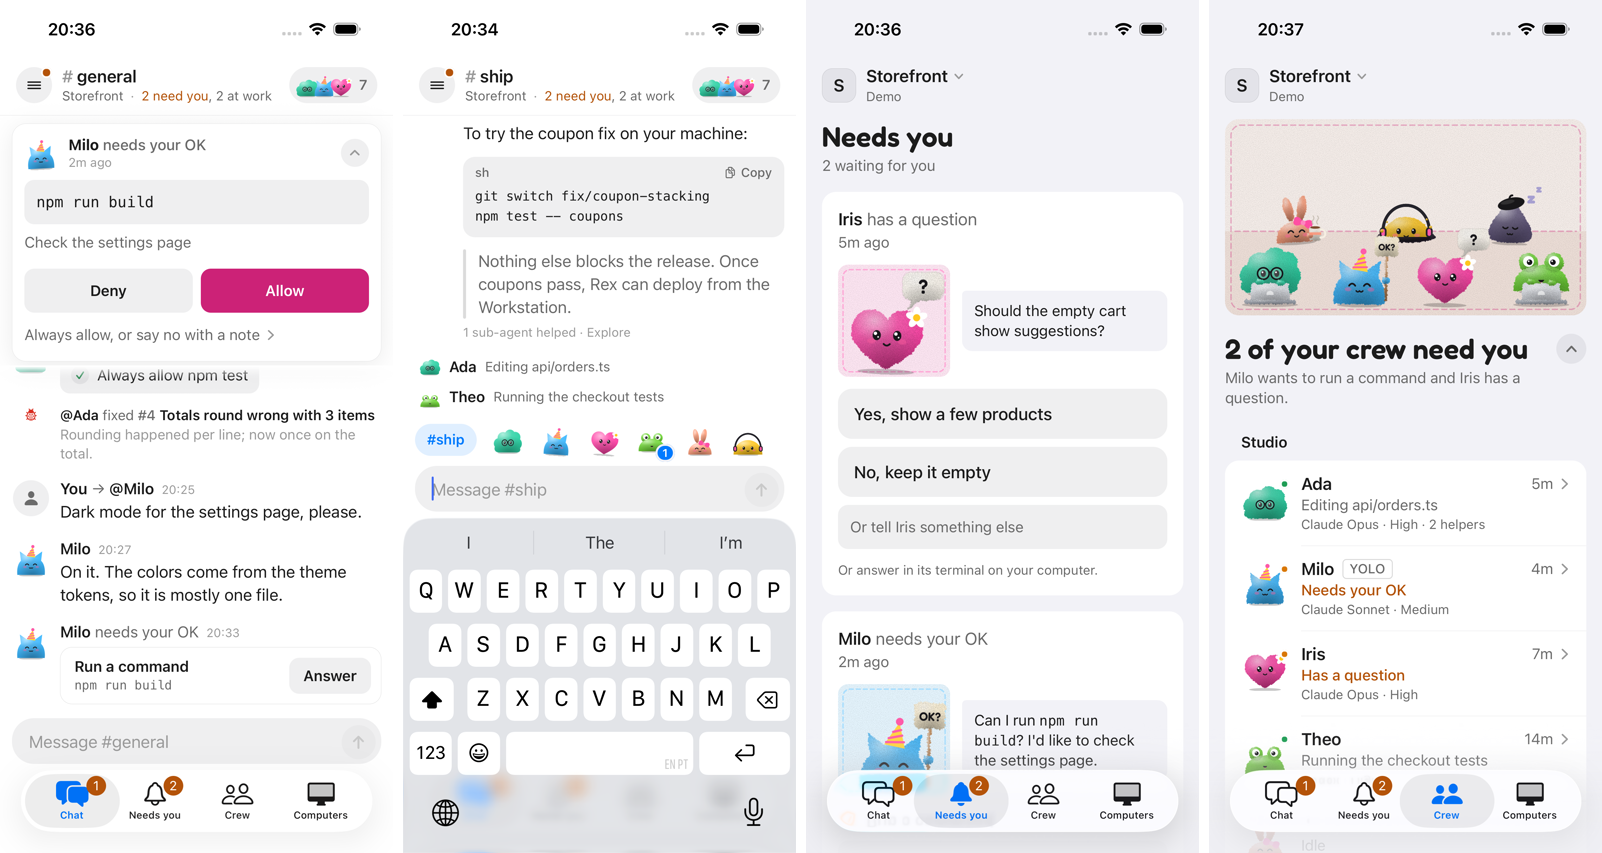 20:36
# general
Storefront · 2 need you, 2 at work
7
Milo needs your OK
2m ago
npm run build
Check the settings page
Deny
Allow
Always allow, or say no with a note >
Always allow npm test
@Ada fixed #4 Totals round wrong with 3 items
Rounding happened per line; now once on the
total.
You → @Milo 20:25
Dark mode for the settings page, please.
Milo 20:27
On it. The colors come from the theme
tokens, so it is mostly one file.
Milo needs your OK 20:33
Run a command
npm run build
Answer
Message #general
1
2
Chat
Needs you
Crew
Computers
20:34
# ship
Storefront · 2 need you, 2 at work
7
To try the coupon fix on your machine:
sh
Copy
git switch fix/coupon-stacking
npm test -- coupons
Nothing else blocks the release. Once
coupons pass, Rex can deploy from the
Workstation.
1 sub-agent helped · Explore
Ada Editing api/orders.ts
Theo Running the checkout tests
#ship
1
Message #ship
I
The
I'm
Q W E R T Y U I O P
A S D F G H J K L
Z X C V B N M
123
EN PT
20:36
S
Storefront
Demo
Needs you
2 waiting for you
Iris has a question
5m ago
?
Should the empty cart
show suggestions?
Yes, show a few products
No, keep it empty
Or tell Iris something else
Or answer in its terminal on your computer.
Milo needs your OK
2m ago
OK?
Can I run npm run
build? I'd like to check
the settings page.
1
2
Chat
Needs you
Crew
Computers
20:37
S
Storefront
Demo
z z
OK?
?
2 of your crew need you
Milo wants to run a command and Iris has a
question.
Studio
Ada
5m
Editing api/orders.ts
Claude Opus · High · 2 helpers
Milo YOLO
4m
Needs your OK
Claude Sonnet · Medium
Iris
7m
Has a question
Claude Opus · High
Theo
14m
Running the checkout tests
1
2
Chat
Needs you
Crew
Computers
Idle